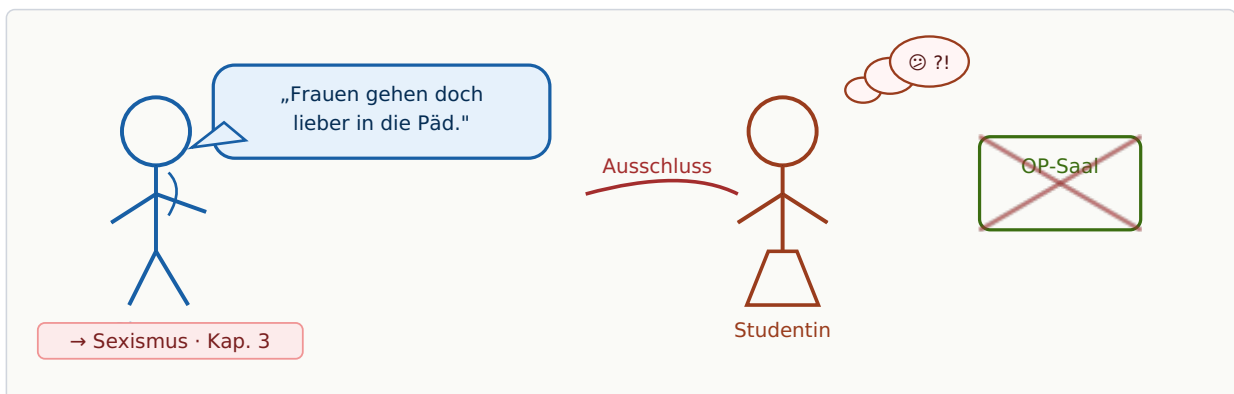 „Frauen gehen doch
lieber in die Päd."
😕 ?!
Ausschluss
OP-Saal
Studentin
→ Sexismus · Kap. 3